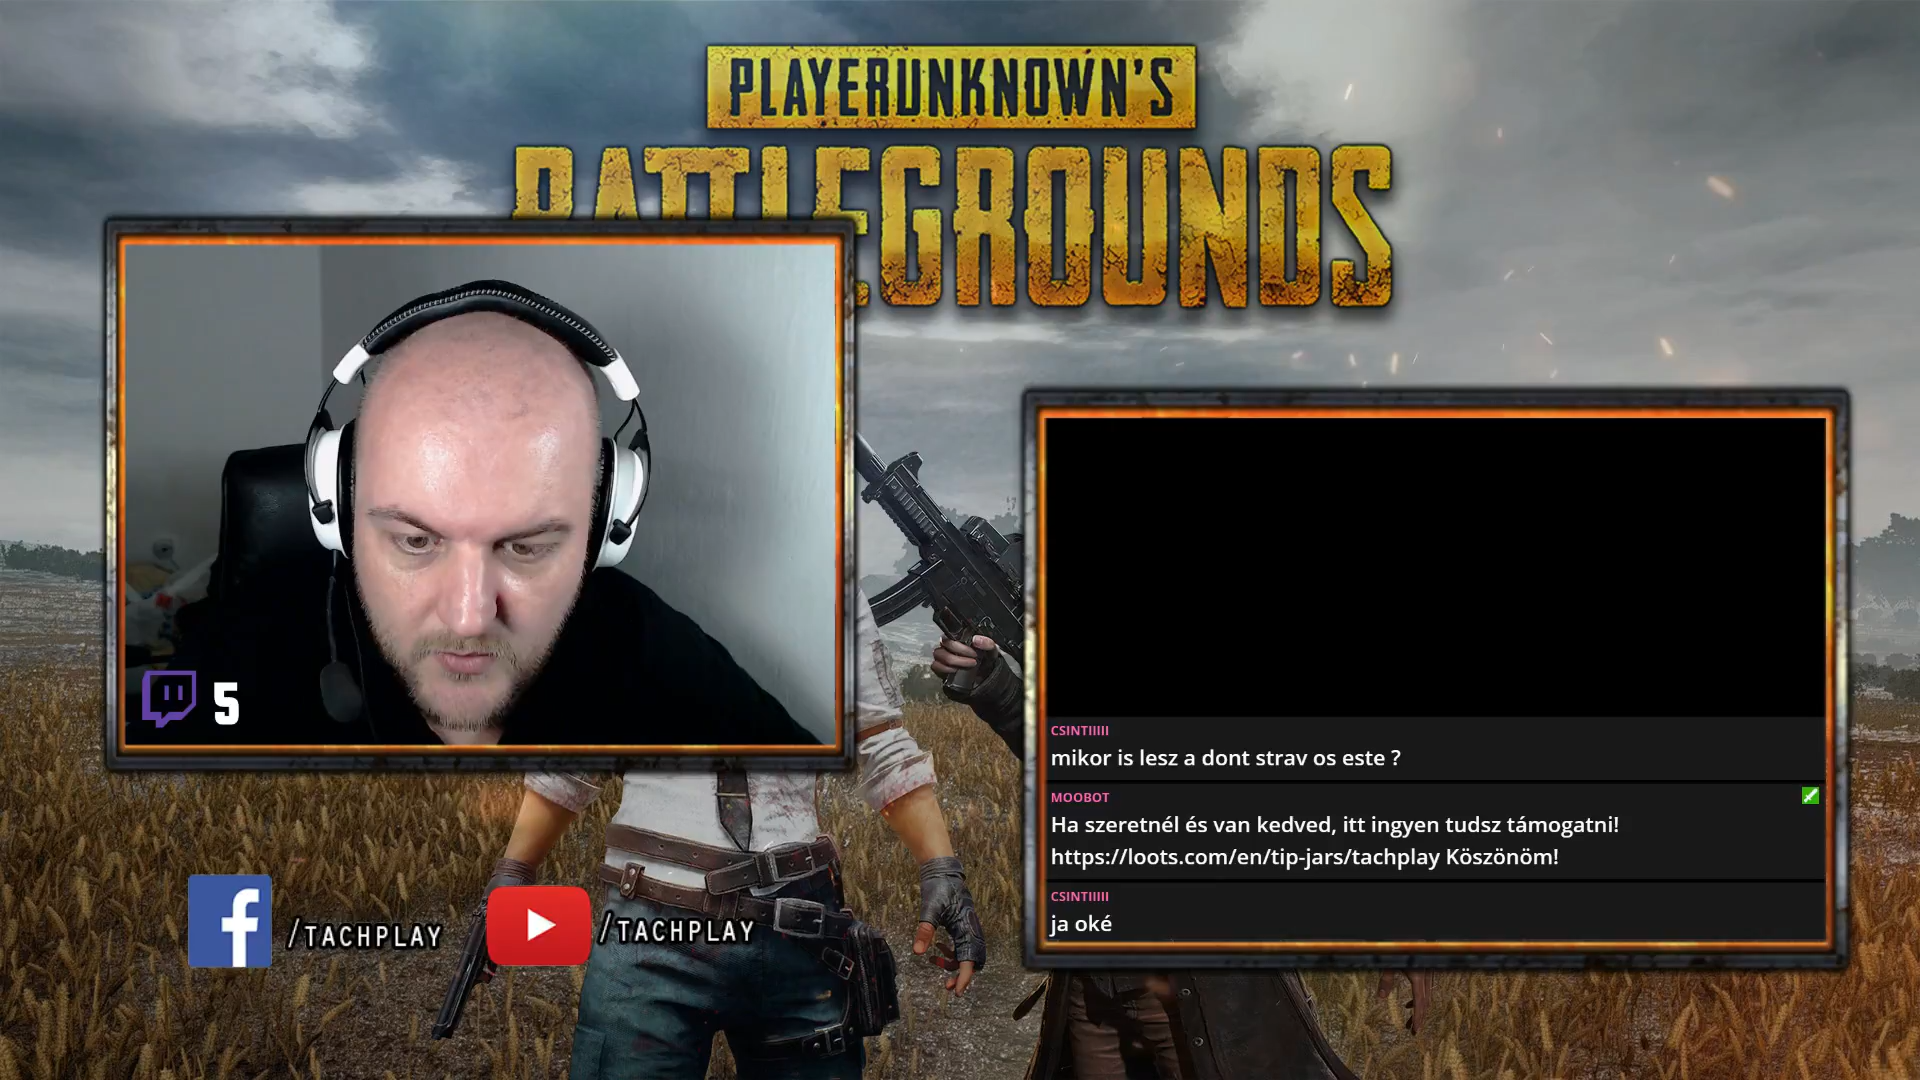 PLAYERUNKNOWN'S
BATTLEGROUNDS
5
CSINTIIIII
mikor is lesz a dont strav os este ?
MOOBOT
Ha szeretnél és van kedved, itt ingyen tudsz támogatni!
https://loots.com/en/tip-jars/tachplay Köszönöm!
CSINTIIIII
ja oké
/TACHPLAY
/TACHPLAY